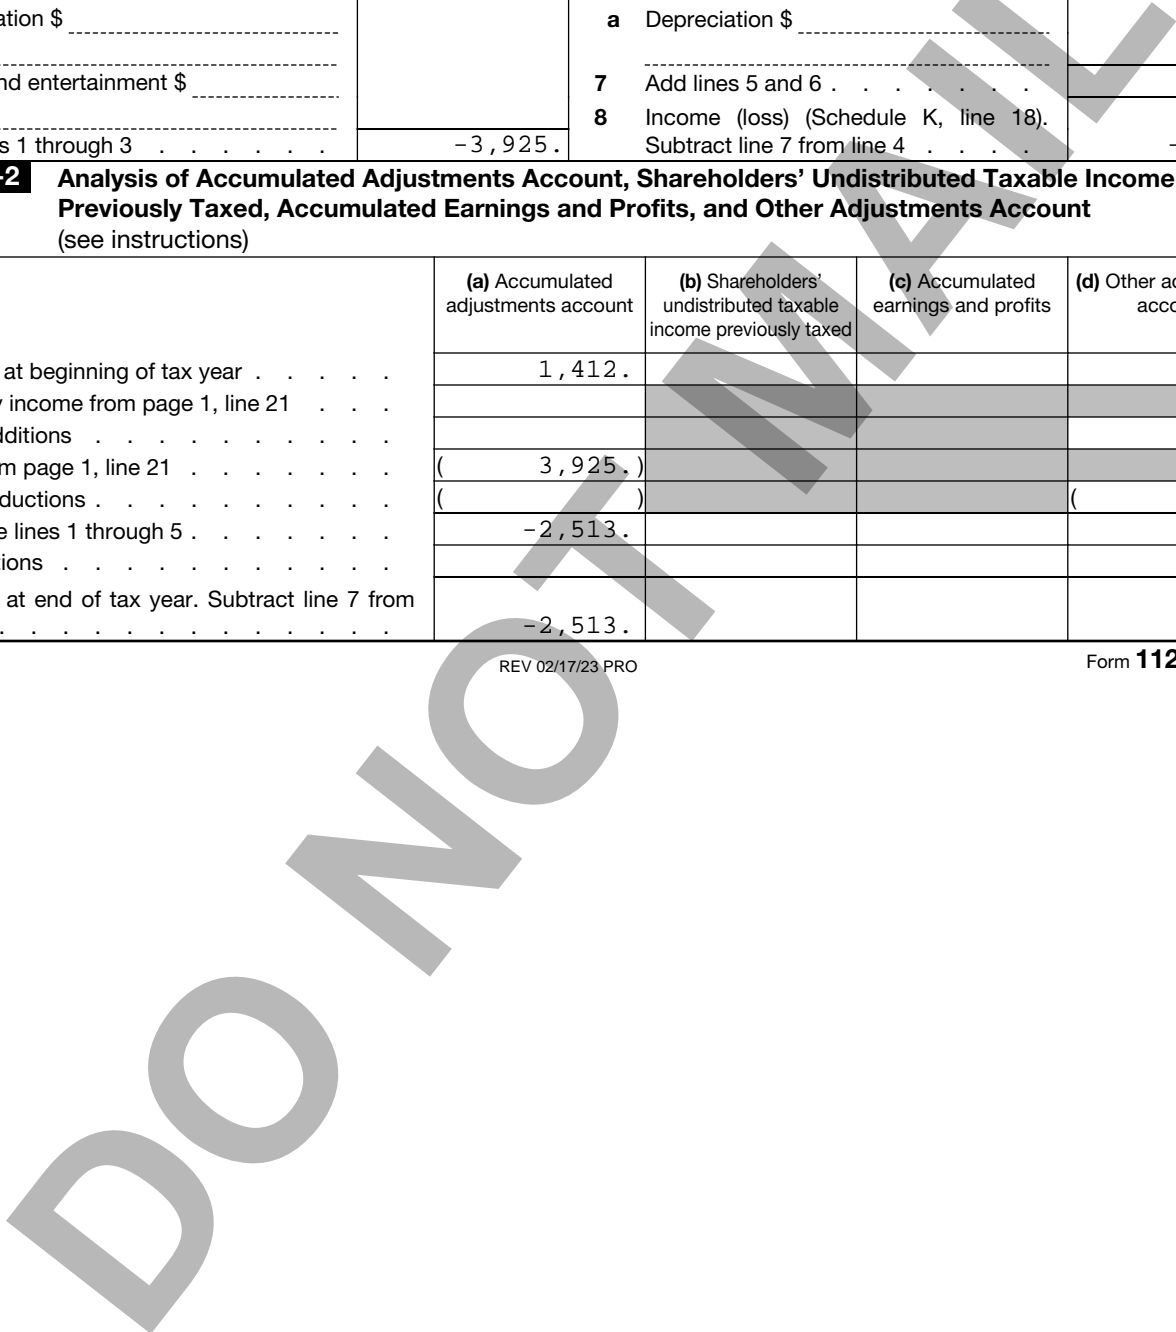 ation $
nd entertainment $
s 1 through 3 . . . . . . -3,925.
a Depreciation $
7 Add lines 5 and 6 . . . . . . .
8 Income (loss) (Schedule K, line 18).
Subtract line 7 from line 4 . . . . -
-2 Analysis of Accumulated Adjustments Account, Shareholders’ Undistributed Taxable Income
Previously Taxed, Accumulated Earnings and Profits, and Other Adjustments Account
(see instructions)
(a) Accumulated
adjustments account
(b) Shareholders’
undistributed taxable
income previously taxed
(c) Accumulated
earnings and profits
(d) Other ad
acco
at beginning of tax year . . . . . 1,412.
y income from page 1, line 21 . . .
dditions . . . . . . . . . .
m page 1, line 21 . . . . . . . ( 3,925.)
ductions . . . . . . . . . . ( ) (
e lines 1 through 5 . . . . . . . -2,513.
tions . . . . . . . . . . .
at end of tax year. Subtract line 7 from
. . . . . . . . . . . . . -2,513.
REV 02/17/23 PRO
Form 112
DO NOT MAIL